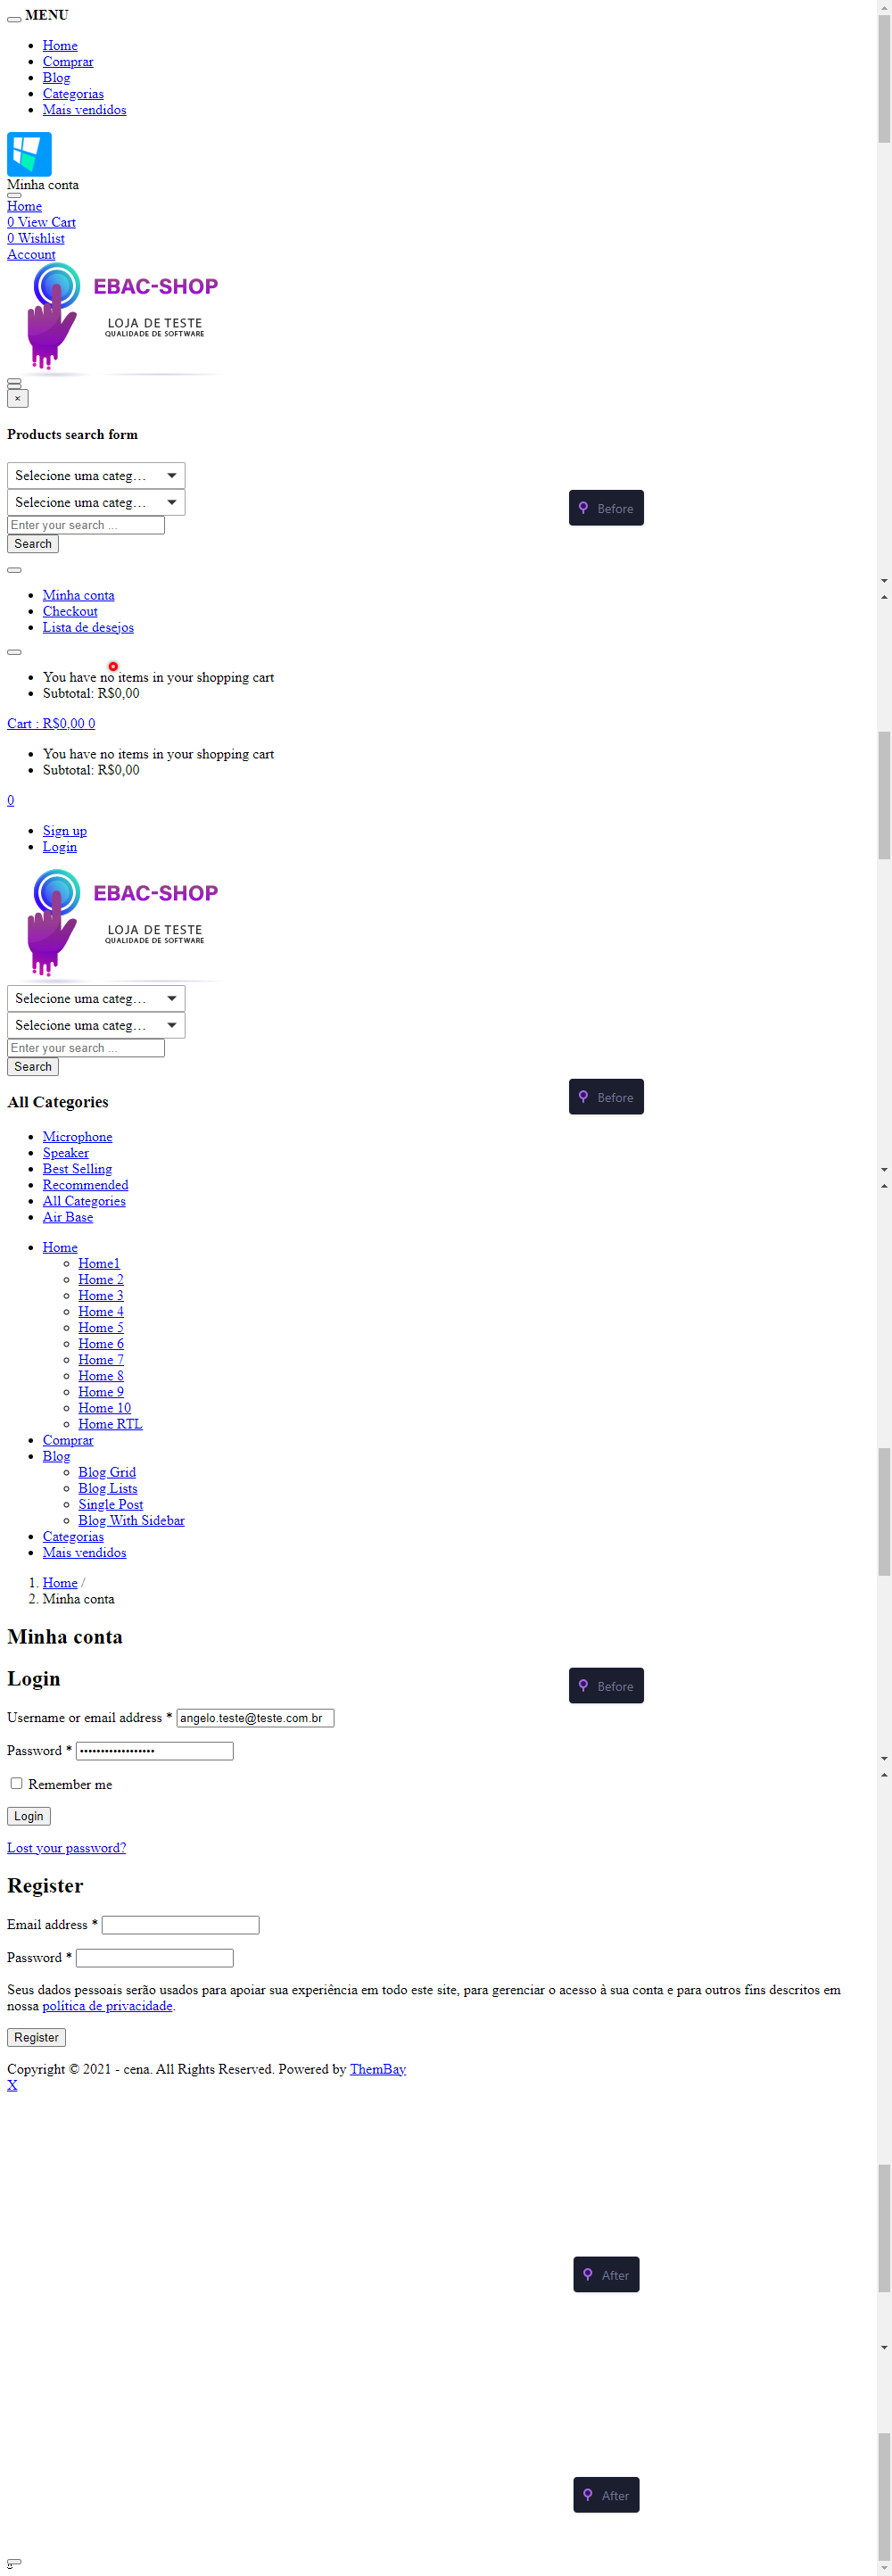 MENU
Home
Comprar
Blog
Categorias
Mais vendidos
Minha conta
Home
0 View Cart
0 Wishlist
Account
EBAC-SHOP
LOJA DE TESTE
QUALIDADE DE SOFTWARE
×
Products search form
Selecione uma categ…
Selecione uma categ…
Before
Enter your search ...
Search
Minha conta
Checkout
Lista de desejos
You have no items in your shopping cart
Subtotal: R$0,00
Cart : R$0,00 0
You have no items in your shopping cart
Subtotal: R$0,00
0
Sign up
Login
EBAC-SHOP
LOJA DE TESTE
QUALIDADE DE SOFTWARE
Selecione uma categ…
Selecione uma categ…
Enter your search ...
Search
Before
All Categories
Microphone
Speaker
Best Selling
Recommended
All Categories
Air Base
Home
Home1
Home 2
Home 3
Home 4
Home 5
Home 6
Home 7
Home 8
Home 9
Home 10
Home RTL
Comprar
Blog
Blog Grid
Blog Lists
Single Post
Blog With Sidebar
Categorias
Mais vendidos
1. Home /
2. Minha conta
Minha conta
Login
Before
Username or email address * angelo.teste@teste.com.br
Password * ••••••••••••••••••
Remember me
Login
Lost your password?
Register
Email address *
Password *
Seus dados pessoais serão usados para apoiar sua experiência em todo este site, para gerenciar o acesso à sua conta e para outros fins descritos em
nossa política de privacidade.
Register
Copyright © 2021 - cena. All Rights Reserved. Powered by ThemBay
X
After
After